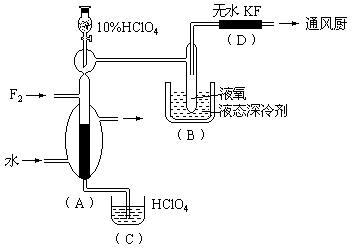 10%HClO₄
无水 KF
通风厨
(D)
F₂
液氧
液态深冷剂
(B)
水
(A)
HClO₄
(C)